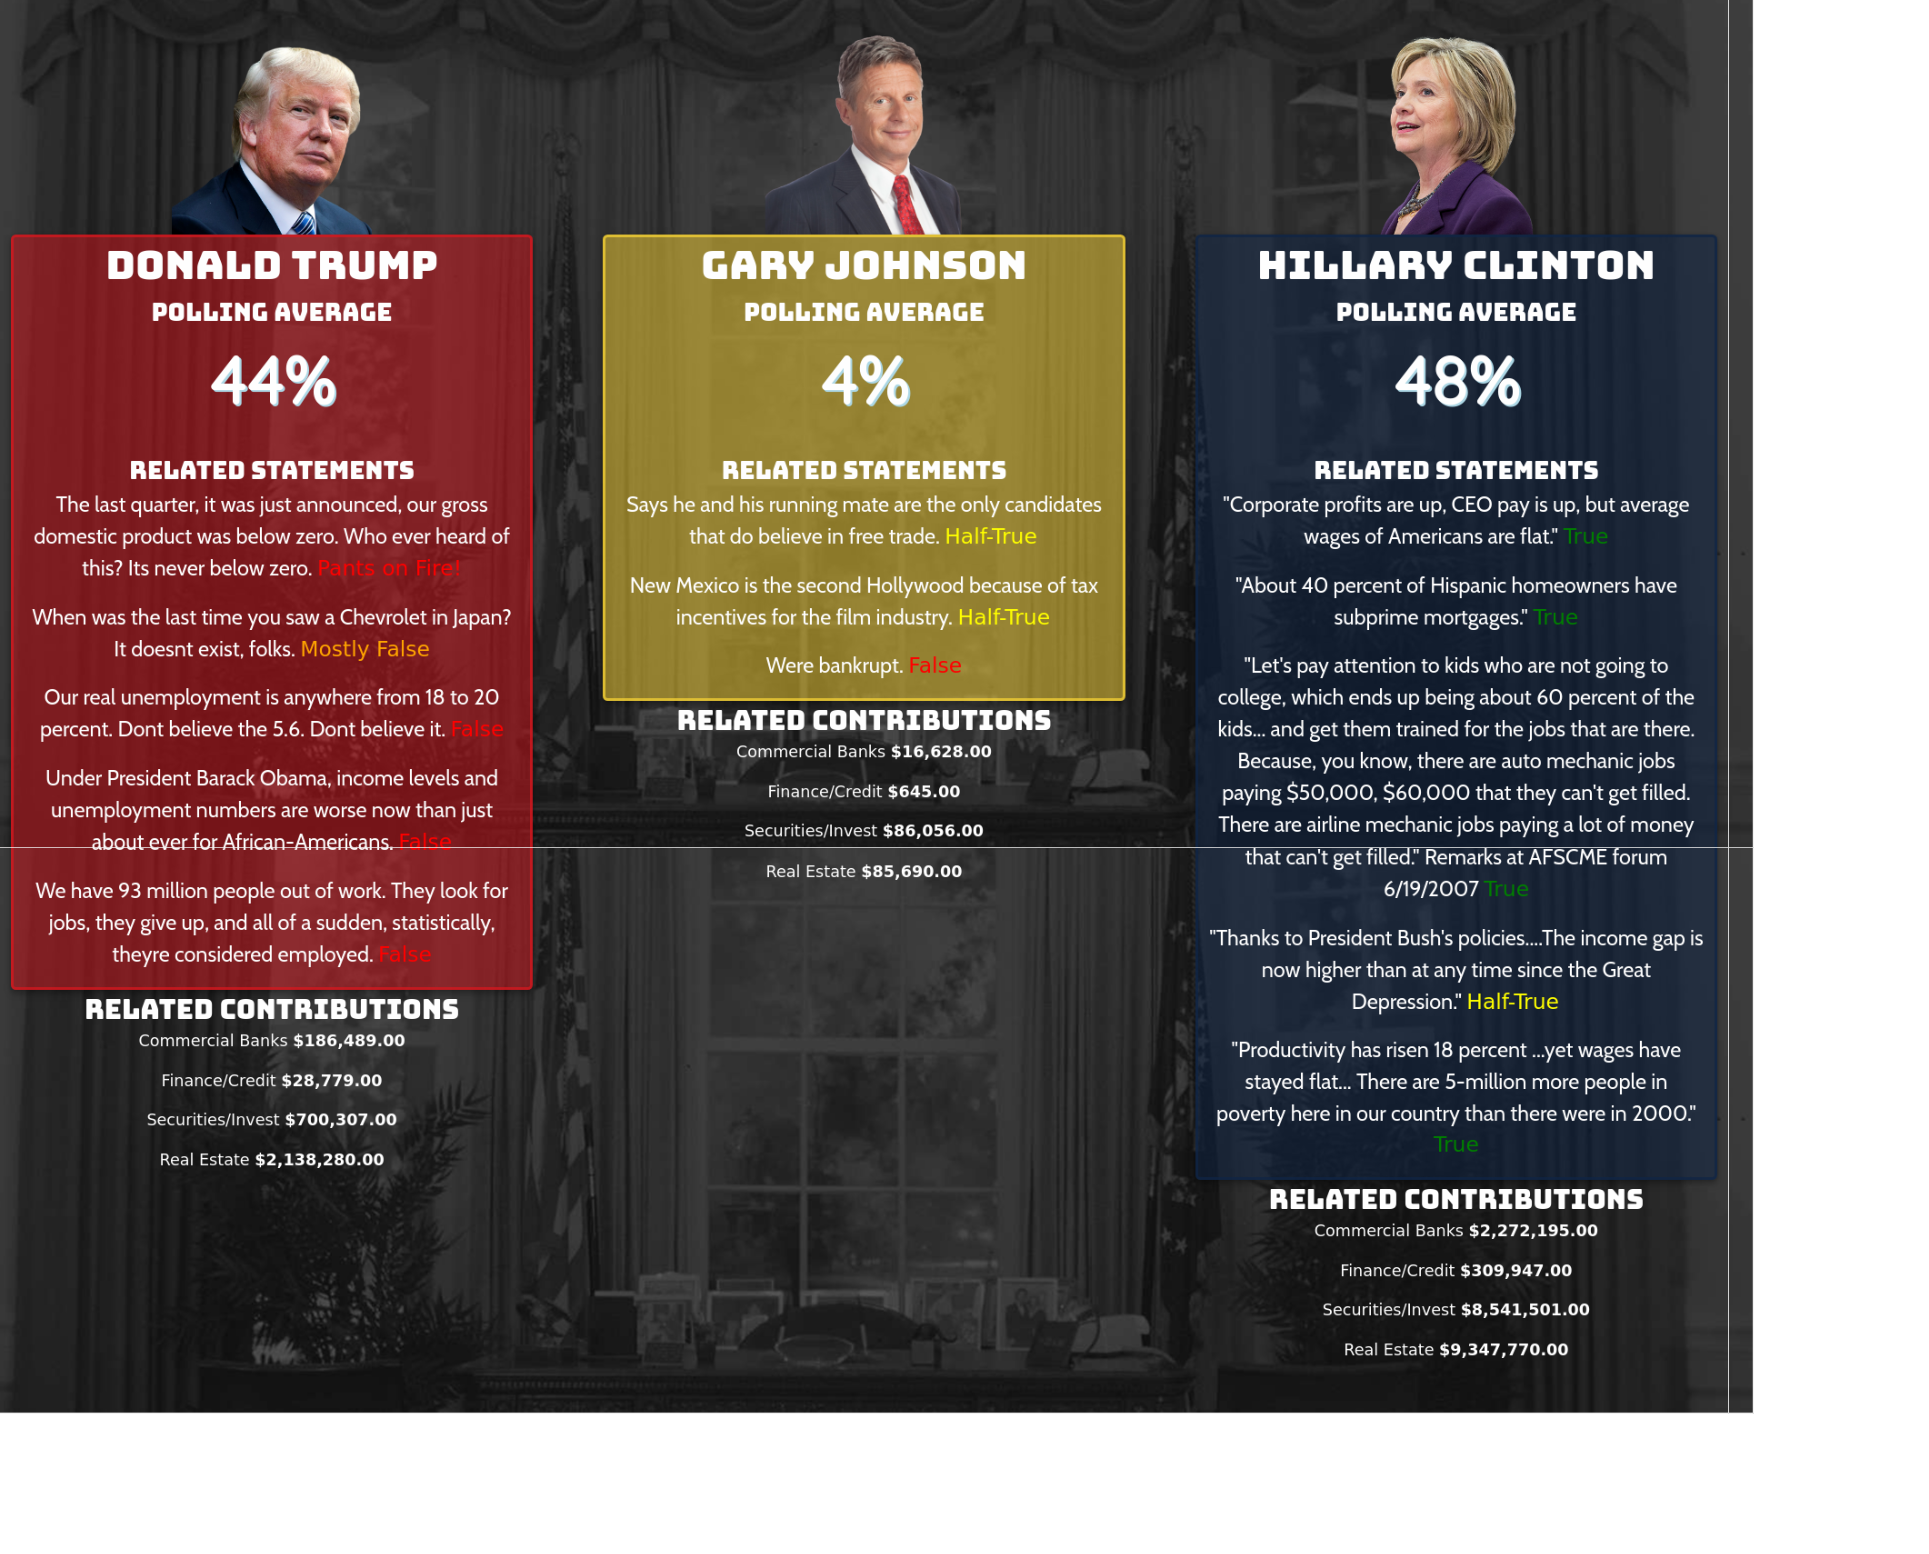 DONALD TRUMP
POLLING AVERAGE
44%
RELATED STATEMENTS
The last quarter, it was just announced, our gross
domestic product was below zero. Who ever heard of
this? Its never below zero. Pants on Fire!
When was the last time you saw a Chevrolet in Japan?
It doesnt exist, folks. Mostly False
Our real unemployment is anywhere from 18 to 20
percent. Dont believe the 5.6. Dont believe it. False
Under President Barack Obama, income levels and
unemployment numbers are worse now than just
about ever for African-Americans. False
We have 93 million people out of work. They look for
jobs, they give up, and all of a sudden, statistically,
theyre considered employed. False
RELATED CONTRIBUTIONS
Commercial Banks $186,489.00
Finance/Credit $28,779.00
Securities/Invest $700,307.00
Real Estate $2,138,280.00
GARY JOHNSON
POLLING AVERAGE
4%
RELATED STATEMENTS
Says he and his running mate are the only candidates
that do believe in free trade. Half-True
New Mexico is the second Hollywood because of tax
incentives for the film industry. Half-True
Were bankrupt. False
RELATED CONTRIBUTIONS
Commercial Banks $16,628.00
Finance/Credit $645.00
Securities/Invest $86,056.00
Real Estate $85,690.00
HILLARY CLINTON
POLLING AVERAGE
48%
RELATED STATEMENTS
"Corporate profits are up, CEO pay is up, but average
wages of Americans are flat." True
"About 40 percent of Hispanic homeowners have
subprime mortgages." True
"Let's pay attention to kids who are not going to
college, which ends up being about 60 percent of the
kids... and get them trained for the jobs that are there.
Because, you know, there are auto mechanic jobs
paying $50,000, $60,000 that they can't get filled.
There are airline mechanic jobs paying a lot of money
that can't get filled." Remarks at AFSCME forum
6/19/2007 True
"Thanks to President Bush's policies....The income gap is
now higher than at any time since the Great
Depression." Half-True
"Productivity has risen 18 percent ...yet wages have
stayed flat... There are 5-million more people in
poverty here in our country than there were in 2000."
True
RELATED CONTRIBUTIONS
Commercial Banks $2,272,195.00
Finance/Credit $309,947.00
Securities/Invest $8,541,501.00
Real Estate $9,347,770.00